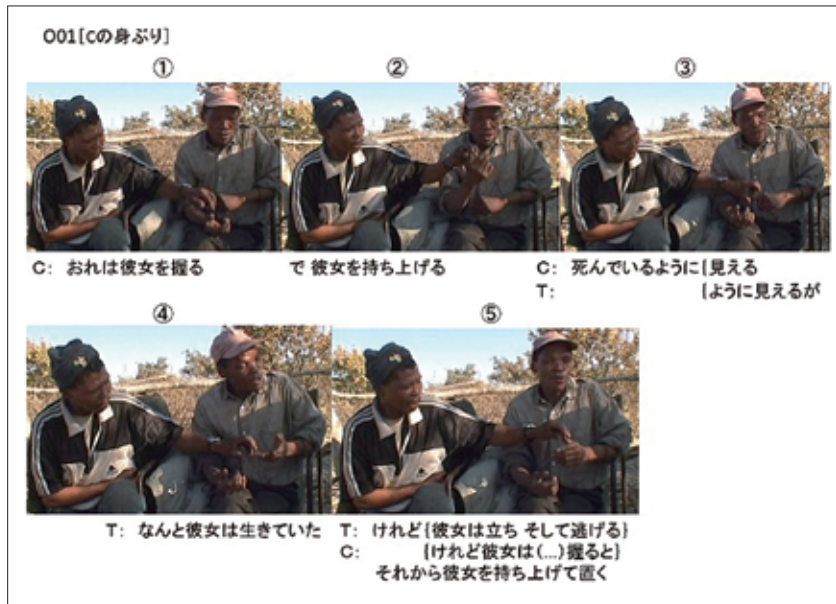 001[Cの身ぶり]
① ② ③
C: おれは彼女を握る
で 彼女を持ち上げる
C: 死んでいるように[見える
T: [ように見えるが
④ ⑤
T: なんと彼女は生きていた
T: けれど{彼女は立ち そして逃げる}
C: {けれど彼女は(...)握ると}
それから彼女を持ち上げて置く